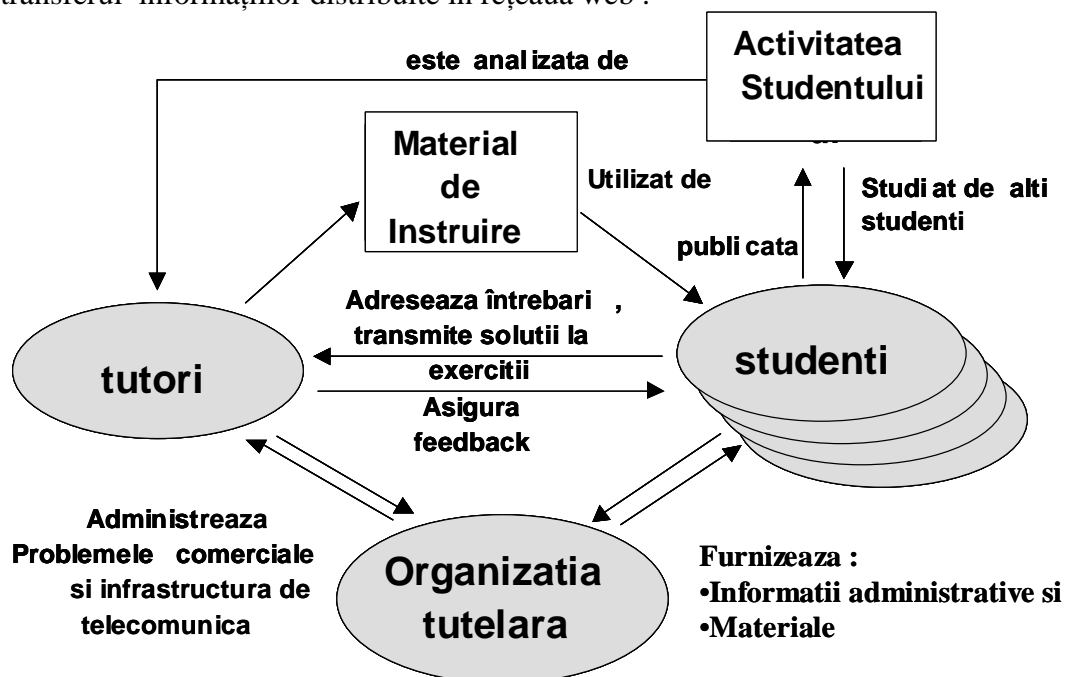 transferul informațiilor distribuite în rețeaua web .
Activitatea
Studentului
este analizata de
Material
de
Instruire
Utilizat de
Studiat de alti
studenti
publicata
Adreseaza întrebari ,
transmite solutii la
exercitii
tutori
studenti
Asigura
feedback
Administreaza
Problemele comerciale
si infrastructura de
telecomunica
Organizatia
tutelara
Furnizeaza :
•Informatii administrative si
•Materiale